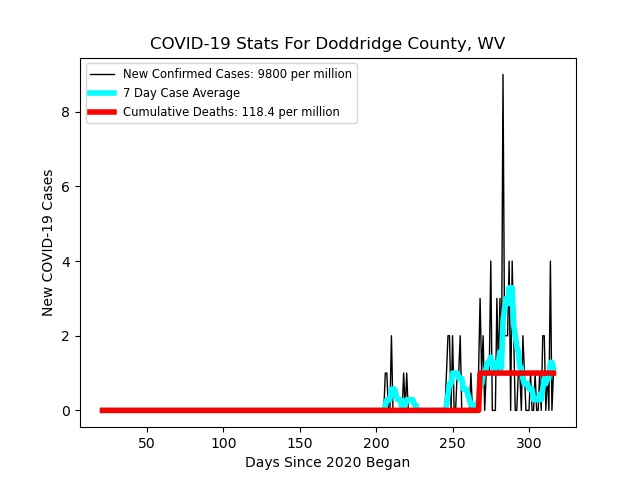 COVID-19 Stats For Doddridge County, WV
New Confirmed Cases: 9800 per million
7 Day Case Average
Cumulative Deaths: 118.4 per million
New COVID-19 Cases
8
6
4
2
0
50 100 150 200 250 300
Days Since 2020 Began